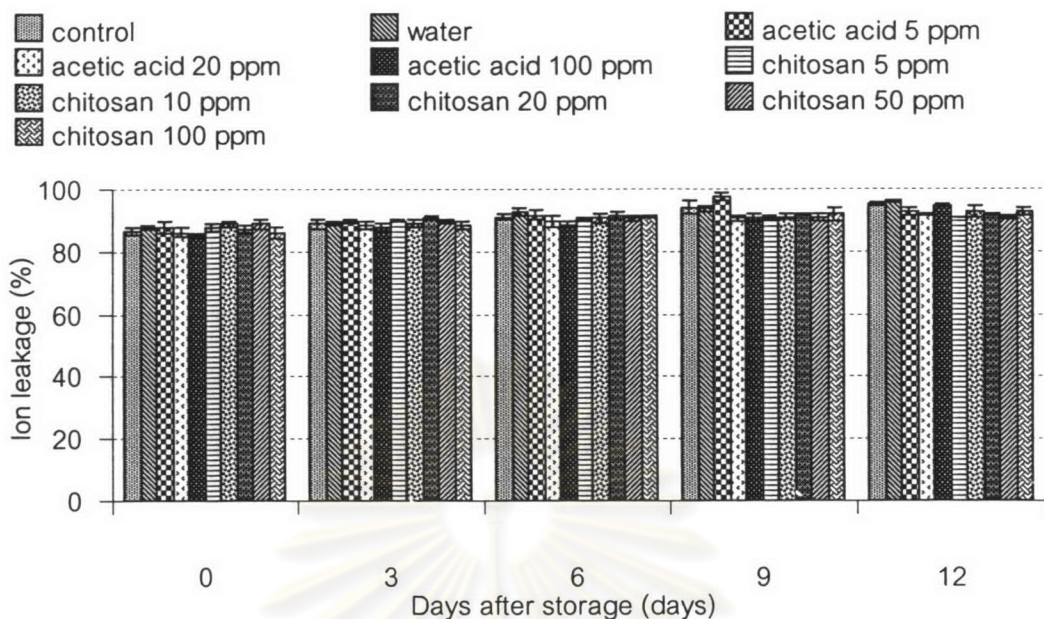 control water acetic acid 5 ppm
acetic acid 20 ppm acetic acid 100 ppm chitosan 5 ppm
chitosan 10 ppm chitosan 20 ppm chitosan 50 ppm
chitosan 100 ppm
Ion leakage (%)
100
80
60
40
20
0
0 3 6 9 12
Days after storage (days)